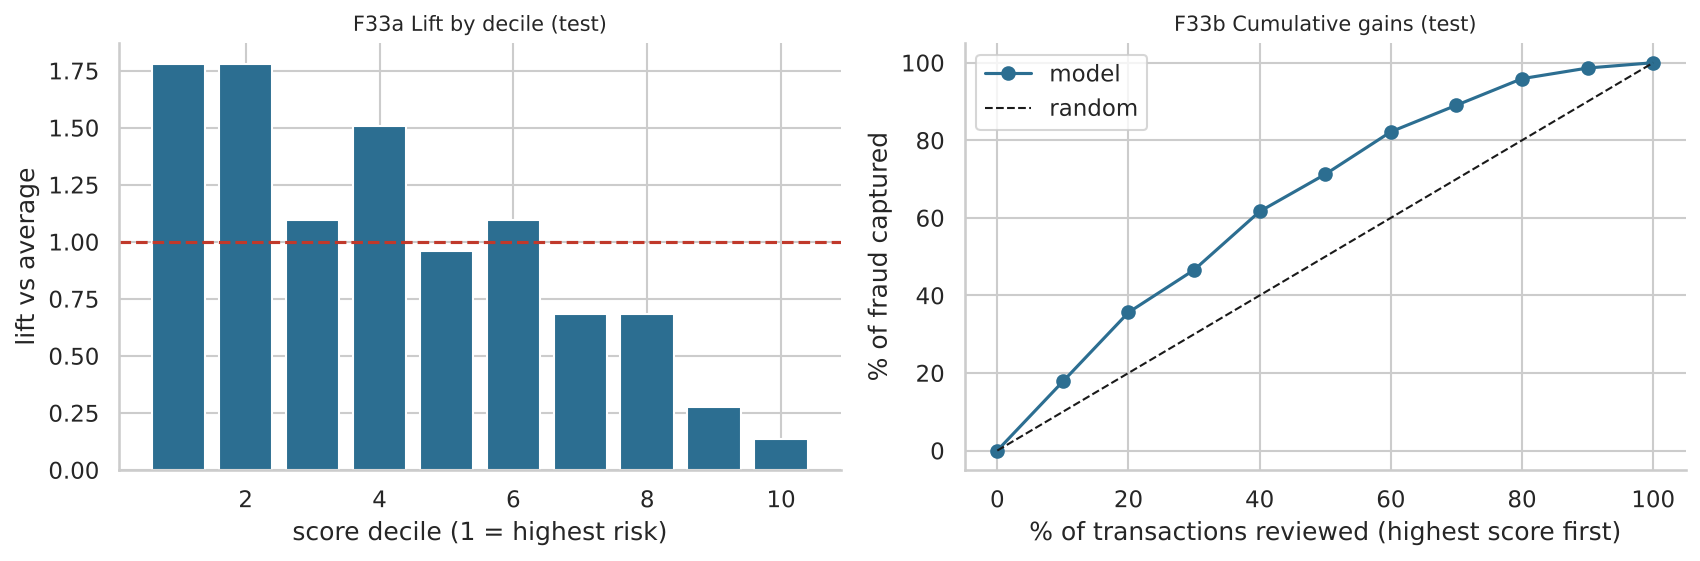 F33a Lift by decile (test)
lift vs average
1.75
1.50
1.25
1.00
0.75
0.50
0.25
0.00
2 4 6 8 10
score decile (1 = highest risk)
F33b Cumulative gains (test)
model
random
% of fraud captured
100
80
60
40
20
0
0 20 40 60 80 100
% of transactions reviewed (highest score first)